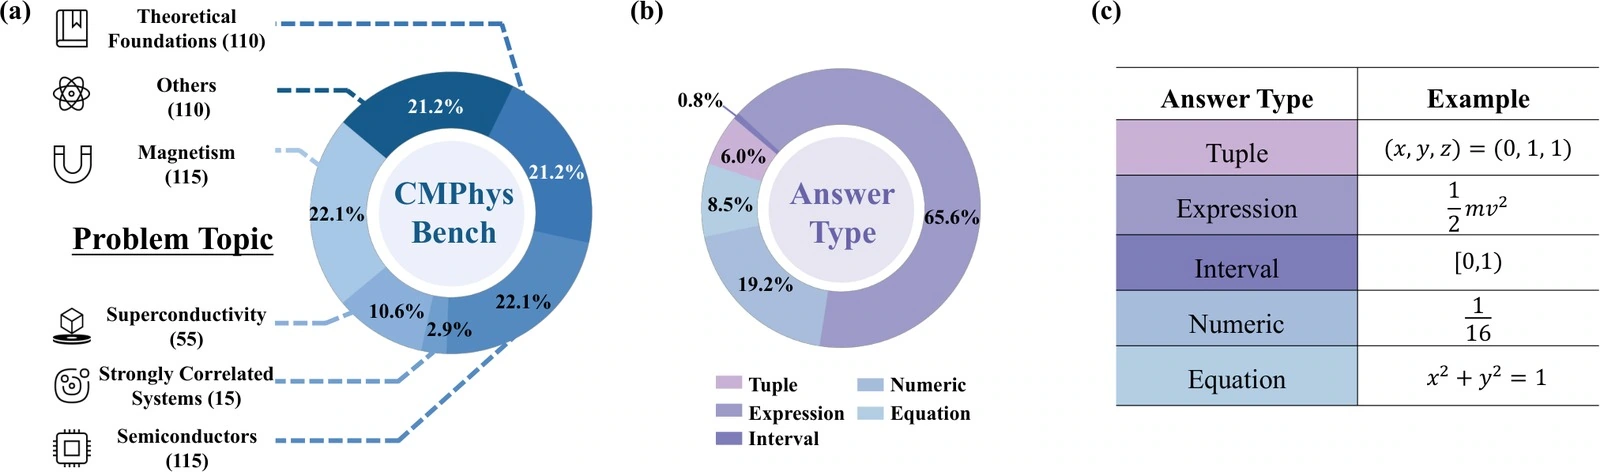 (a)
Theoretical
Foundations (110)
Others
(110)
Magnetism
(115)
Problem Topic
Superconductivity
(55)
Strongly Correlated
Systems (15)
Semiconductors
(115)
21.2%
21.2%
22.1%
CMPhys
Bench
22.1%
10.6%
2.9%
(b)
0.8%
6.0%
8.5%
Answer
Type
65.6%
19.2%
Tuple
Numeric
Expression
Equation
Interval
(c)
Answer Type Example
Tuple (x, y, z) = (0, 1, 1)
Expression 1/2 mv²
Interval [0,1)
Numeric 1/16
Equation x² + y² = 1